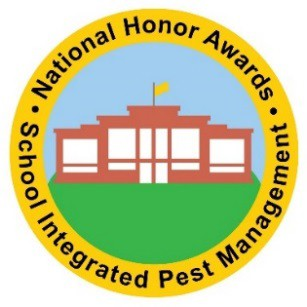 • National Honor Awards •
School Integrated Pest Management